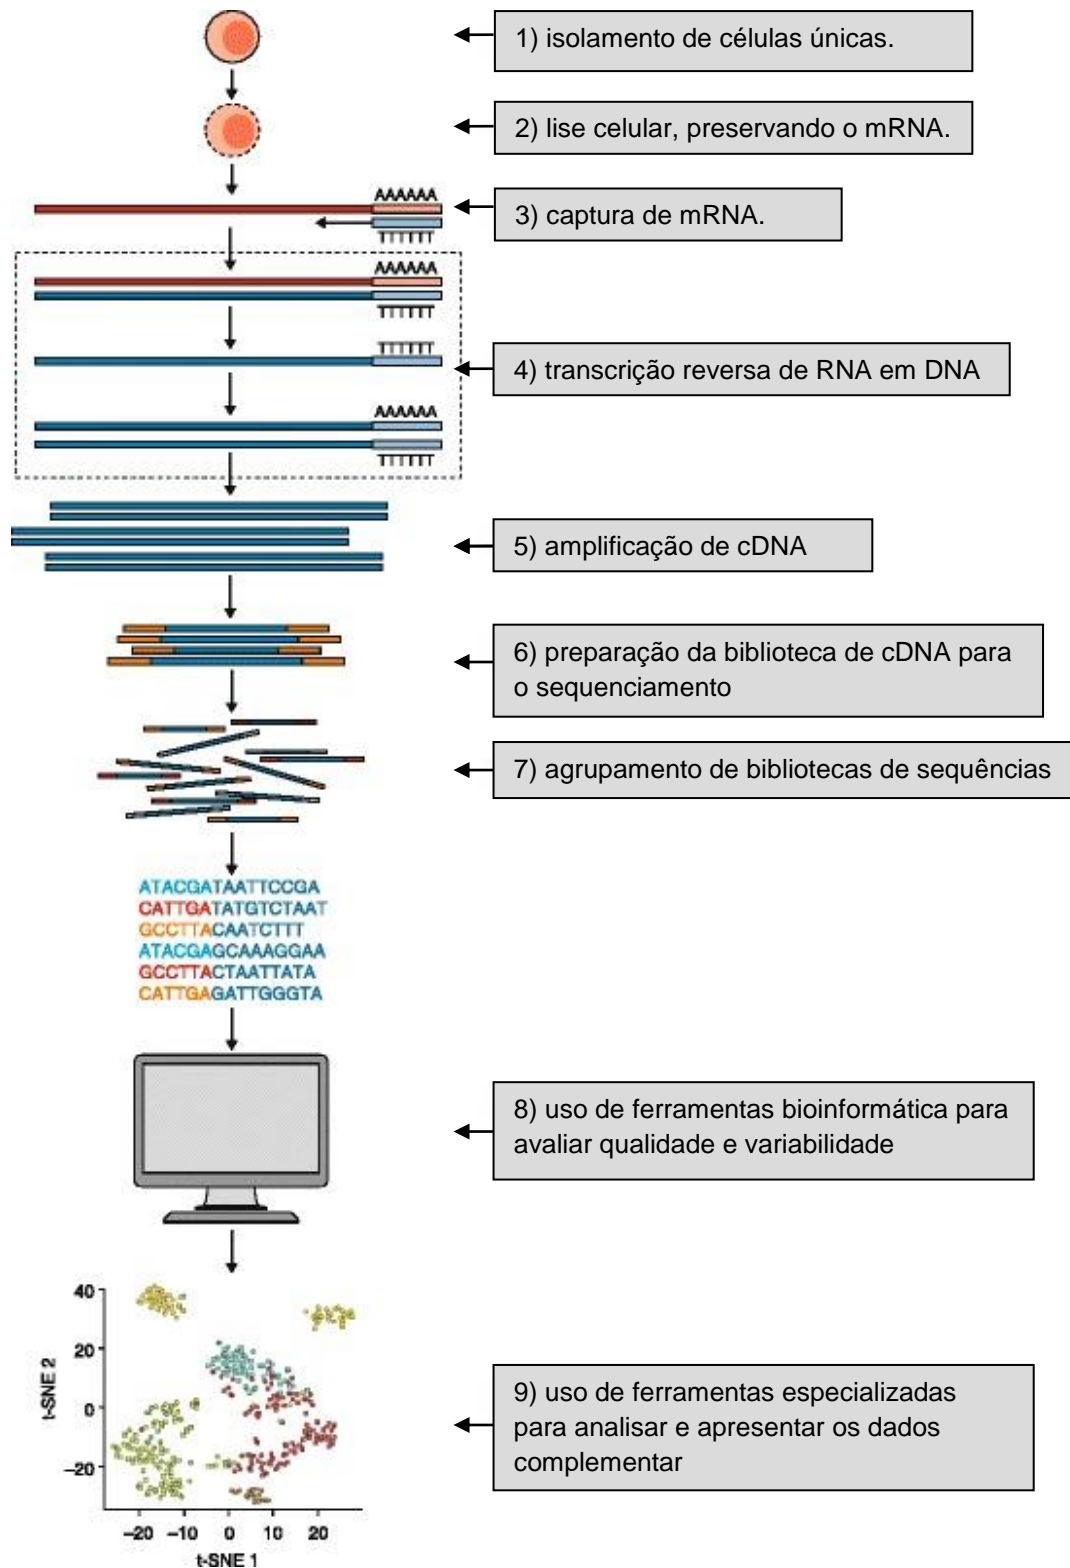 1) isolamento de células únicas.
2) lise celular, preservando o mRNA.
AAAAAA
3) captura de mRNA.
TTTTTT
AAAAAA
TTTTTT
TTTTTT
4) transcrição reversa de RNA em DNA
AAAAAA
TTTTTT
5) amplificação de cDNA
6) preparação da biblioteca de cDNA para
o sequenciamento
7) agrupamento de bibliotecas de sequências
ATACGATAATTCCGA
CATTGATATGTCTAAT
GCCTTACAATCTTT
ATACGAGCAAAGGAA
GCCTTACTAATTATA
CATTGAGATTGGGTA
8) uso de ferramentas bioinformática para
avaliar qualidade e variabilidade
9) uso de ferramentas especializadas
para analisar e apresentar os dados
complementar
t-SNE 2
40
20
0
–20
–20 –10 0 10 20
t-SNE 1